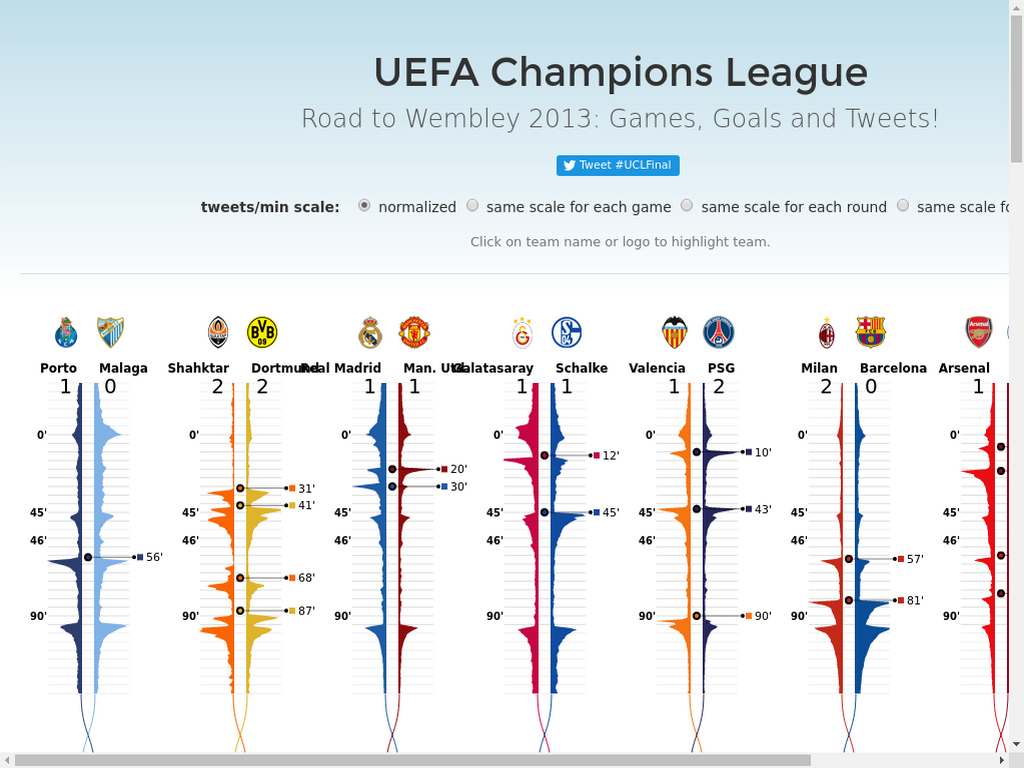 UEFA Champions League
Road to Wembley 2013: Games, Goals and Tweets!
Tweet #UCLFinal
tweets/min scale: normalized same scale for each game same scale for each round same scale fo
Click on team name or logo to highlight team.
Porto Malaga Shahktar Dortmund Real Madrid Man. Utd Galatasaray Schalke Valencia PSG Milan Barcelona Arsenal
1 0 2 2 1 1 1 1 1 2 2 0 1
0' 0' 0' 0' 0' 0'
12' 10'
20'
31' 30'
41'
45' 45' 45' 45' 45' 43' 45'
46' 46' 46' 46' 46' 46'
56' 57'
68'
81'
87'
90' 90' 90' 90' 90' 90' 90'